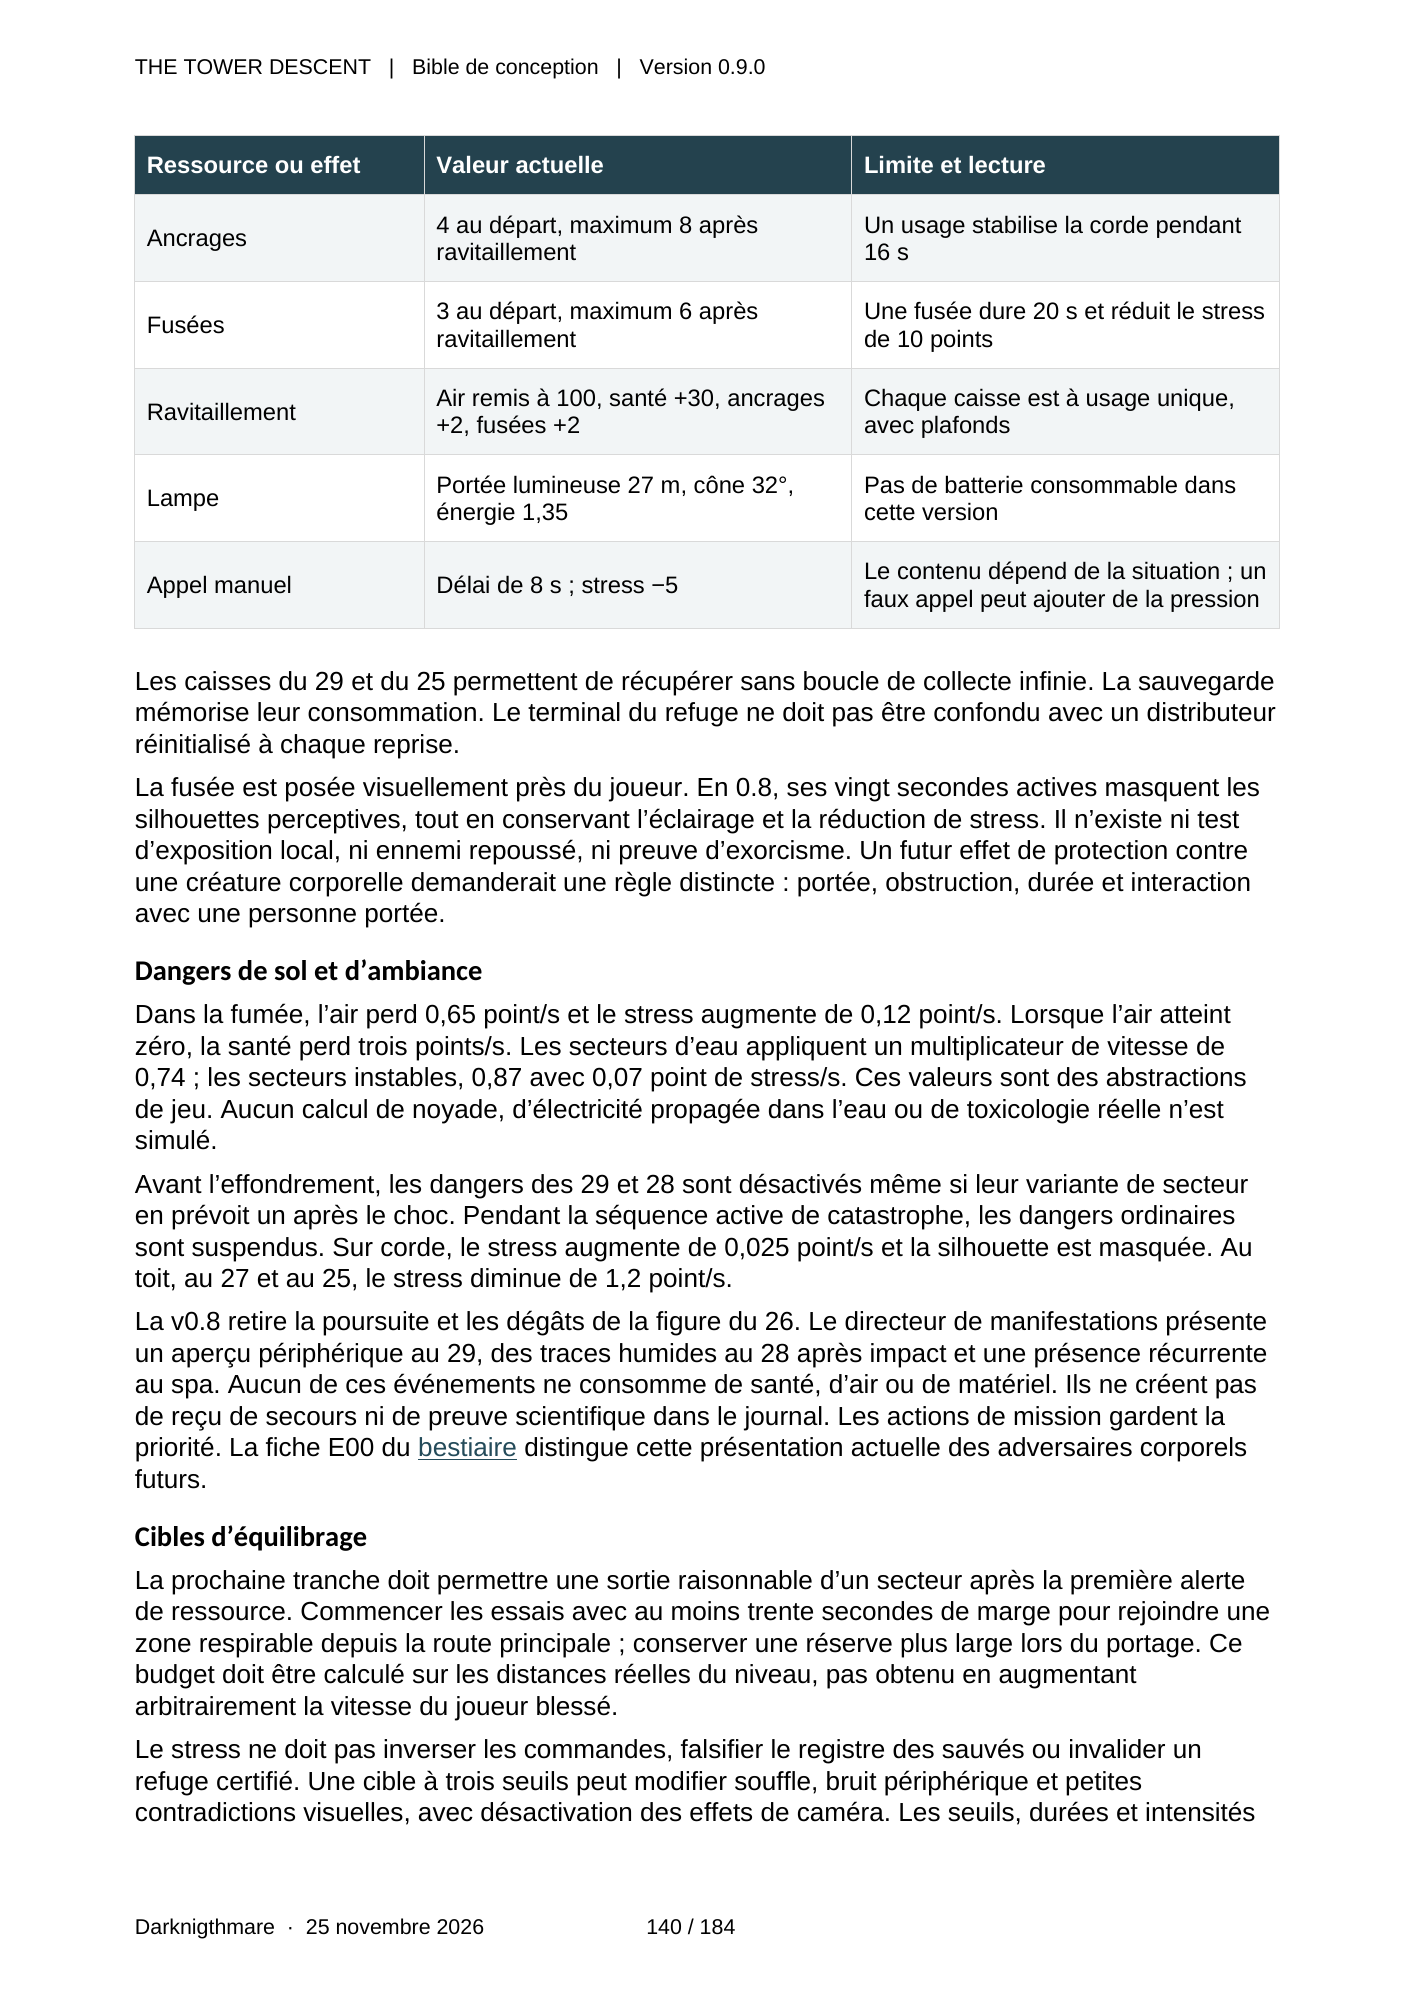 THE TOWER DESCENT | Bible de conception | Version 0.9.0
Ressource ou effet
Valeur actuelle
Limite et lecture
Ancrages
4 au départ, maximum 8 après
ravitaillement
Un usage stabilise la corde pendant
16 s
Fusées
3 au départ, maximum 6 après
ravitaillement
Une fusée dure 20 s et réduit le stress
de 10 points
Ravitaillement
Air remis à 100, santé +30, ancrages
+2, fusées +2
Chaque caisse est à usage unique,
avec plafonds
Lampe
Portée lumineuse 27 m, cône 32°,
énergie 1,35
Pas de batterie consommable dans
cette version
Appel manuel
Délai de 8 s ; stress −5
Le contenu dépend de la situation ; un
faux appel peut ajouter de la pression
Les caisses du 29 et du 25 permettent de récupérer sans boucle de collecte infinie. La sauvegarde
mémorise leur consommation. Le terminal du refuge ne doit pas être confondu avec un distributeur
réinitialisé à chaque reprise.
La fusée est posée visuellement près du joueur. En 0.8, ses vingt secondes actives masquent les
silhouettes perceptives, tout en conservant l’éclairage et la réduction de stress. Il n’existe ni test
d’exposition local, ni ennemi repoussé, ni preuve d’exorcisme. Un futur effet de protection contre
une créature corporelle demanderait une règle distincte : portée, obstruction, durée et interaction
avec une personne portée.
Dangers de sol et d’ambiance
Dans la fumée, l’air perd 0,65 point/s et le stress augmente de 0,12 point/s. Lorsque l’air atteint
zéro, la santé perd trois points/s. Les secteurs d’eau appliquent un multiplicateur de vitesse de
0,74 ; les secteurs instables, 0,87 avec 0,07 point de stress/s. Ces valeurs sont des abstractions
de jeu. Aucun calcul de noyade, d’électricité propagée dans l’eau ou de toxicologie réelle n’est
simulé.
Avant l’effondrement, les dangers des 29 et 28 sont désactivés même si leur variante de secteur
en prévoit un après le choc. Pendant la séquence active de catastrophe, les dangers ordinaires
sont suspendus. Sur corde, le stress augmente de 0,025 point/s et la silhouette est masquée. Au
toit, au 27 et au 25, le stress diminue de 1,2 point/s.
La v0.8 retire la poursuite et les dégâts de la figure du 26. Le directeur de manifestations présente
un aperçu périphérique au 29, des traces humides au 28 après impact et une présence récurrente
au spa. Aucun de ces événements ne consomme de santé, d’air ou de matériel. Ils ne créent pas
de reçu de secours ni de preuve scientifique dans le journal. Les actions de mission gardent la
priorité. La fiche E00 du bestiaire distingue cette présentation actuelle des adversaires corporels
futurs.
Cibles d’équilibrage
La prochaine tranche doit permettre une sortie raisonnable d’un secteur après la première alerte
de ressource. Commencer les essais avec au moins trente secondes de marge pour rejoindre une
zone respirable depuis la route principale ; conserver une réserve plus large lors du portage. Ce
budget doit être calculé sur les distances réelles du niveau, pas obtenu en augmentant
arbitrairement la vitesse du joueur blessé.
Le stress ne doit pas inverser les commandes, falsifier le registre des sauvés ou invalider un
refuge certifié. Une cible à trois seuils peut modifier souffle, bruit périphérique et petites
contradictions visuelles, avec désactivation des effets de caméra. Les seuils, durées et intensités
Darknigthmare · 25 novembre 2026
140 / 184